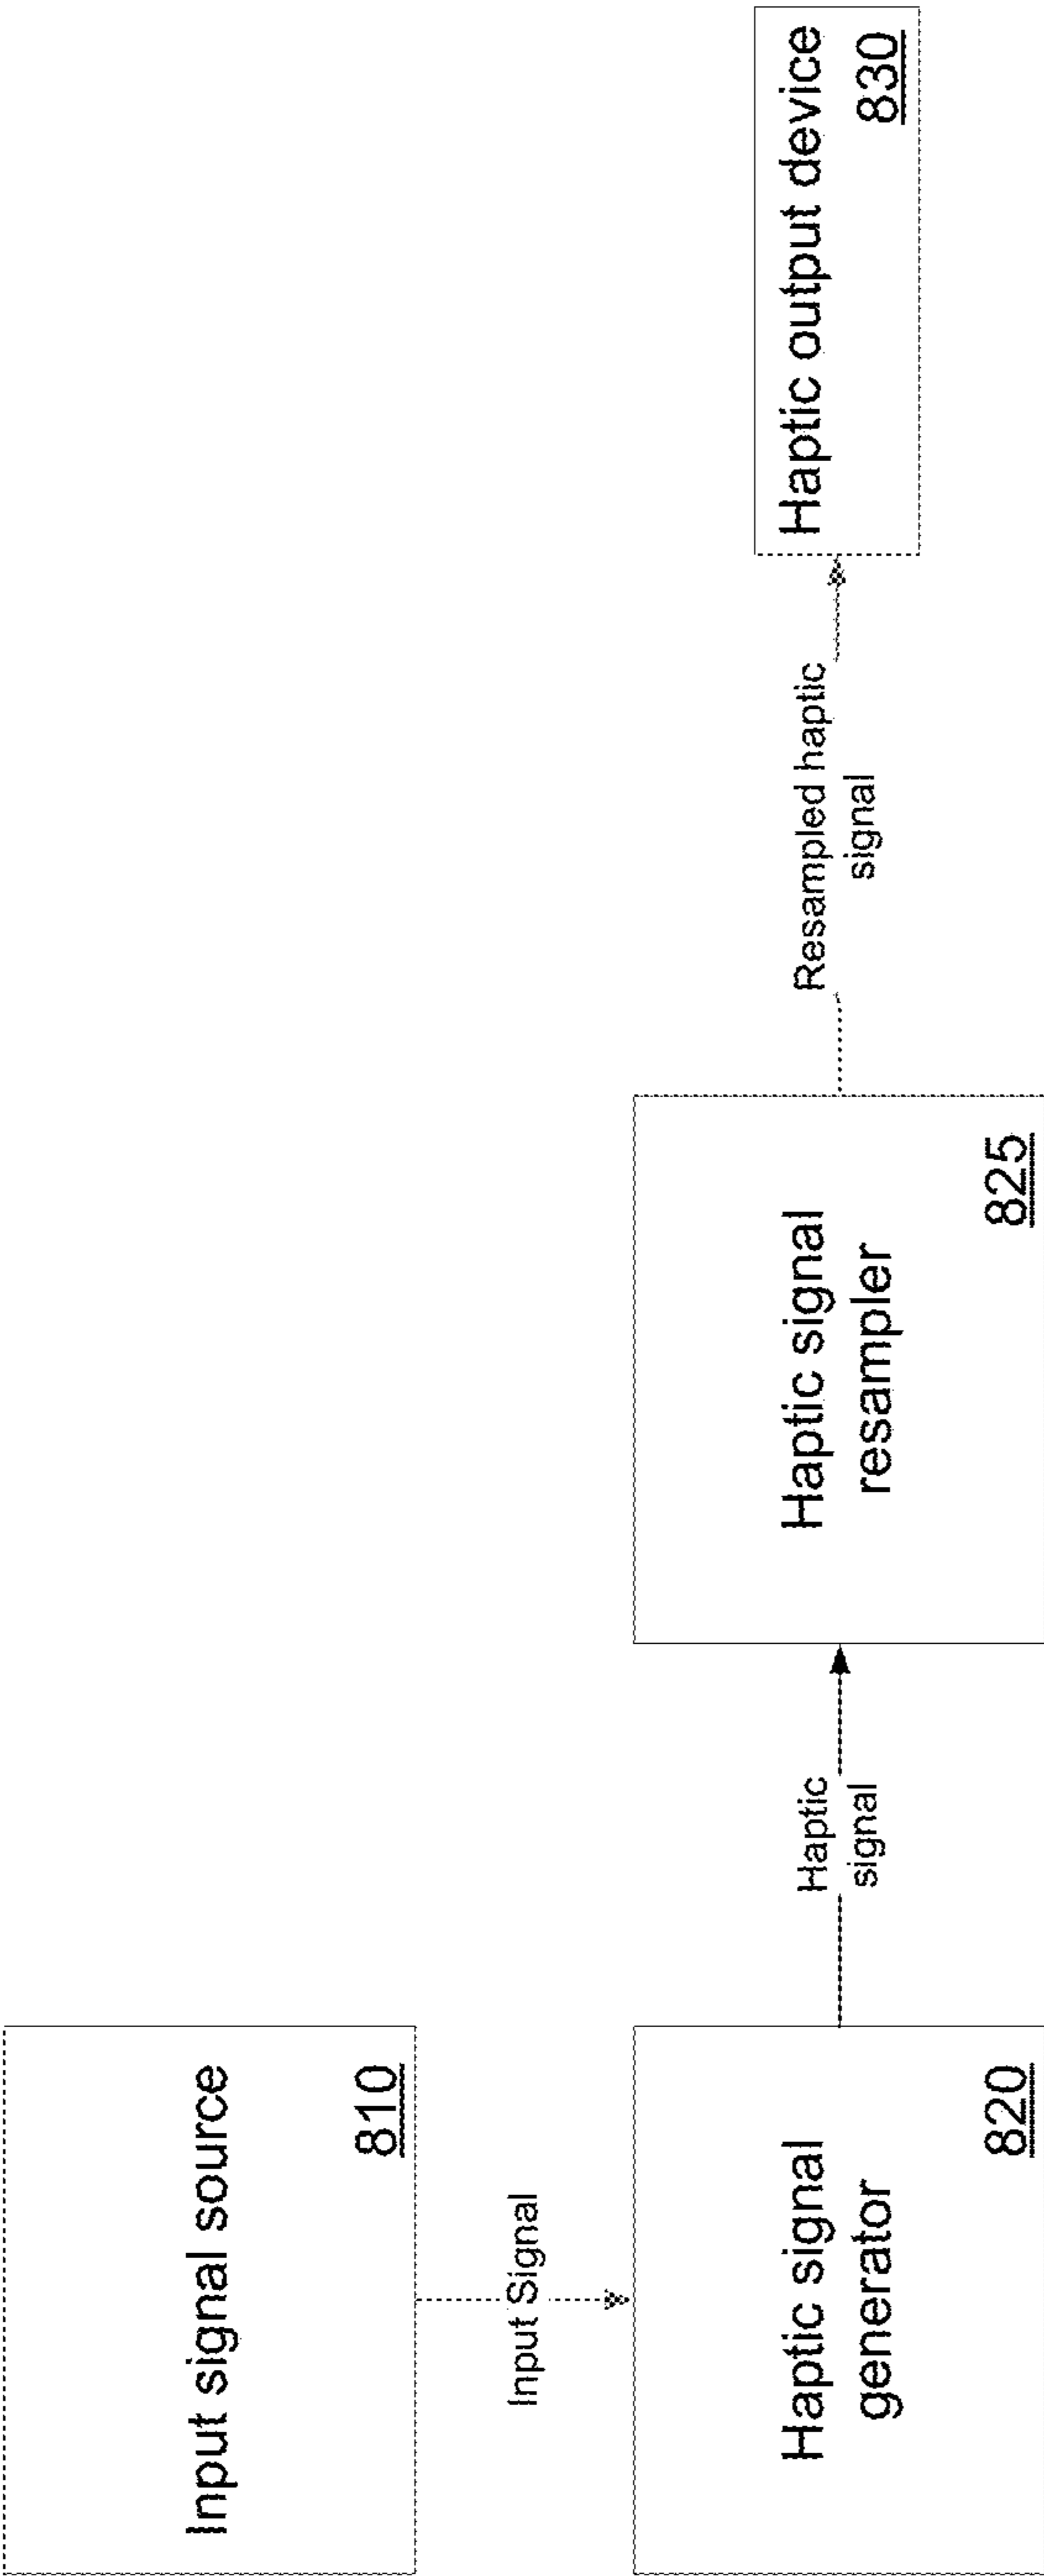 Input signal source
810
Input Signal
Haptic signal
generator
820
Haptic
signal
Haptic signal
resampler
825
Resampled haptic
signal
Haptic output device
830